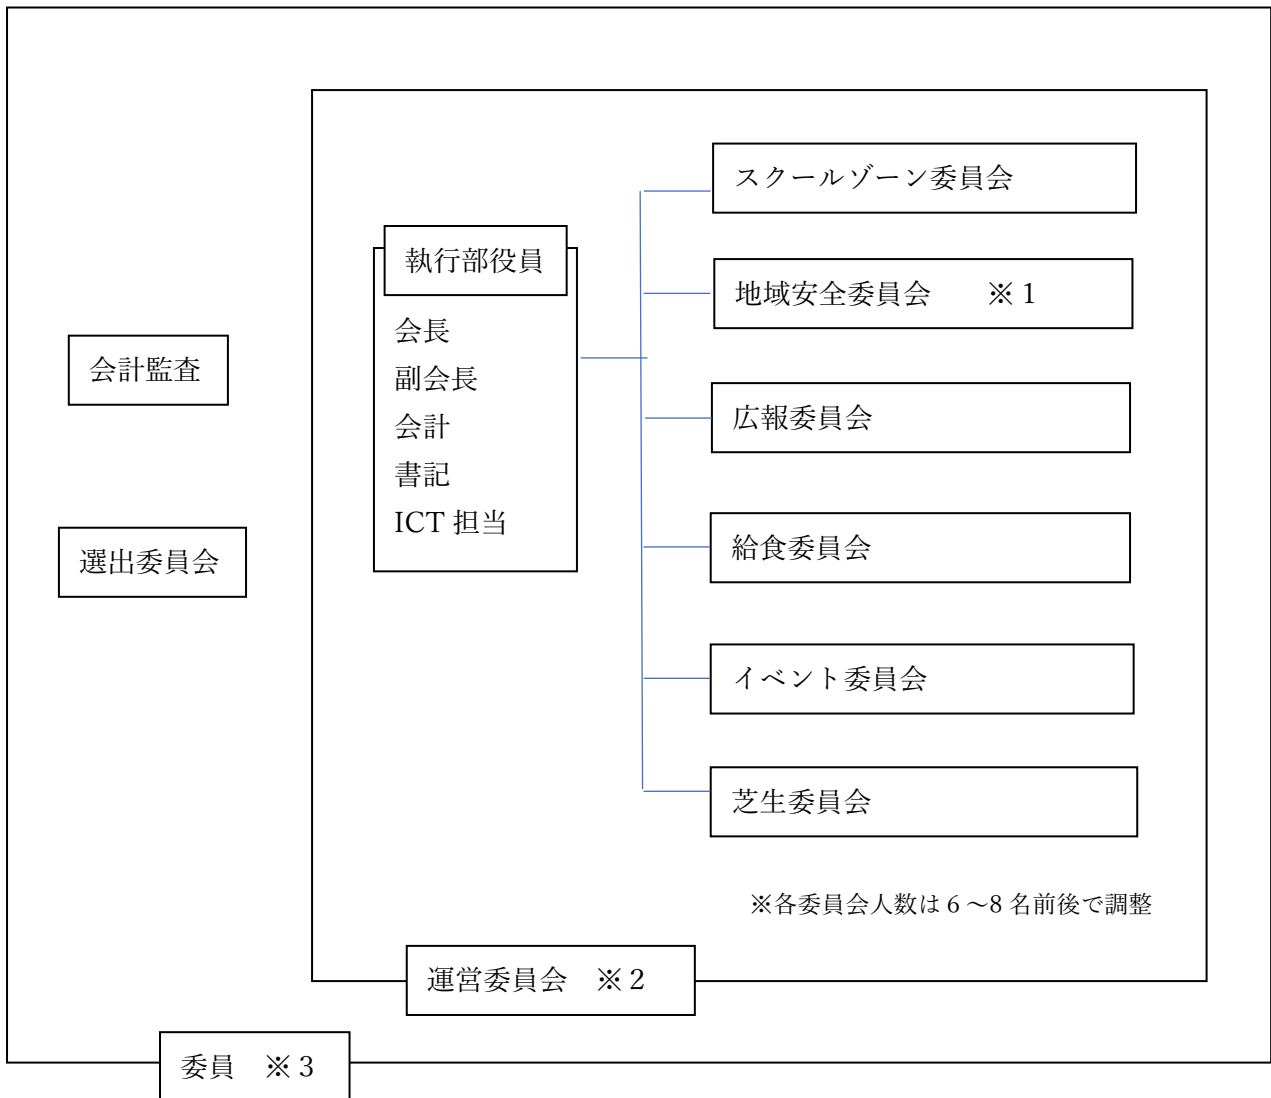 スクールゾーン委員会
執行部役員
会長
副会長
会計
書記
ICT 担当
地域安全委員会　　※１
広報委員会
給食委員会
イベント委員会
芝生委員会
会計監査
選出委員会
※各委員会人数は６～8 名前後で調整
運営委員会　※２
委員　※３